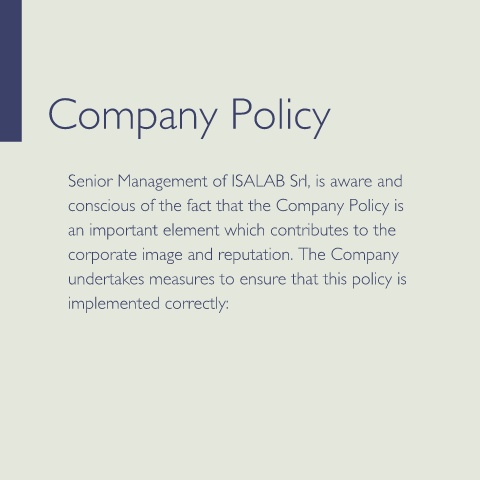 Company Policy
Senior Management of ISALAB Srl, is aware and
conscious of the fact that the Company Policy is
an important element which contributes to the
corporate image and reputation. The Company
undertakes measures to ensure that this policy is
implemented correctly: